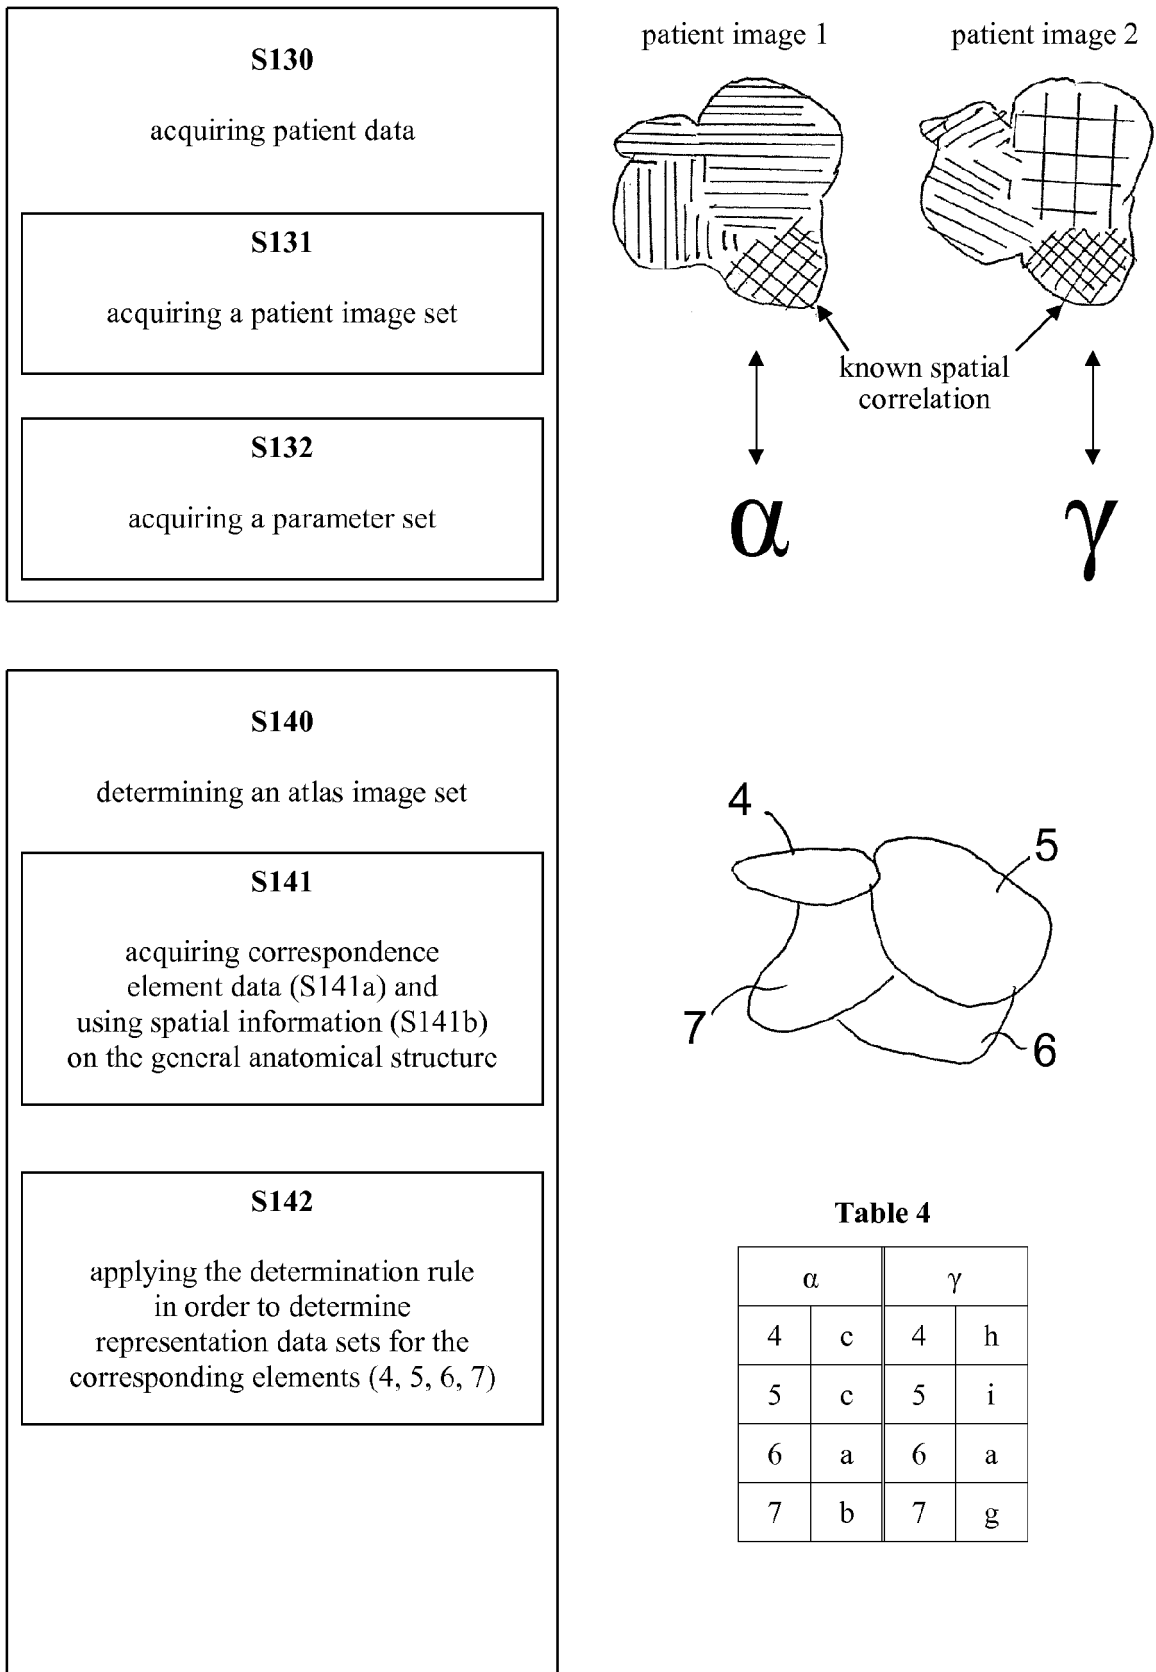 S130
acquiring patient data
S131
acquiring a patient image set
S132
acquiring a parameter set
patient image 1
patient image 2
known spatial
correlation
α
γ
S140
determining an atlas image set
S141
acquiring correspondence
element data (S141a) and
using spatial information (S141b)
on the general anatomical structure
S142
applying the determination rule
in order to determine
representation data sets for the
corresponding elements (4, 5, 6, 7)
4
5
7
6
Table 4
α γ
4 c 4 h
5 c 5 i
6 a 6 a
7 b 7 g